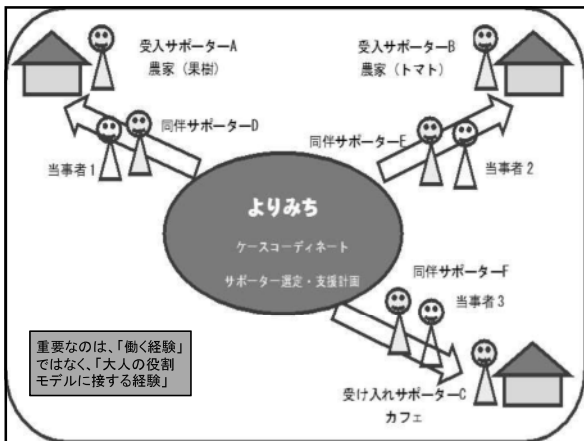 受入サポーターA
農家（果樹）
受入サポーターB
農家（トマト）
同伴サポーターD
当事者1
同伴サポーターE
当事者2
よりみち
ケースコーディネート
サポーター選定・支援計画
同伴サポーターF
当事者3
重要なのは、「働く経験」
ではなく、「大人の役割
モデルに接する経験」
受け入れサポーターC
カフェ